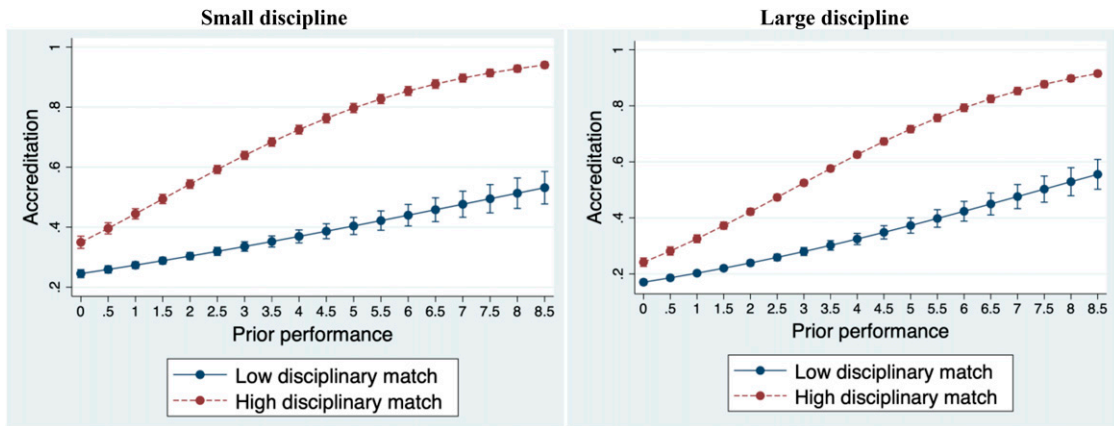 Small discipline
Accreditation
1
.8
.6
.4
.2
0 .5 1 1.5 2 2.5 3 3.5 4 4.5 5 5.5 6 6.5 7 7.5 8 8.5
Prior performance
Low disciplinary match
High disciplinary match
Large discipline
Accreditation
1
.8
.6
.4
.2
0 .5 1 1.5 2 2.5 3 3.5 4 4.5 5 5.5 6 6.5 7 7.5 8 8.5
Prior performance
Low disciplinary match
High disciplinary match